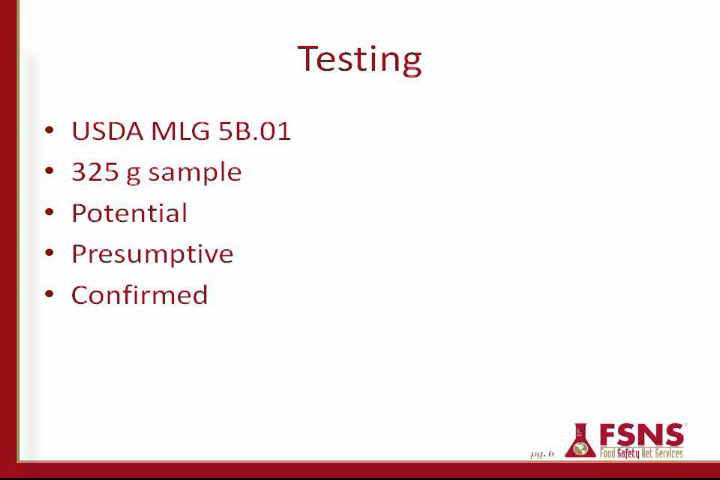 Testing
• USDA MLG 5B.01
• 325 g sample
• Potential
• Presumptive
• Confirmed
pg. 6
FSNS
Food Safety Net Services